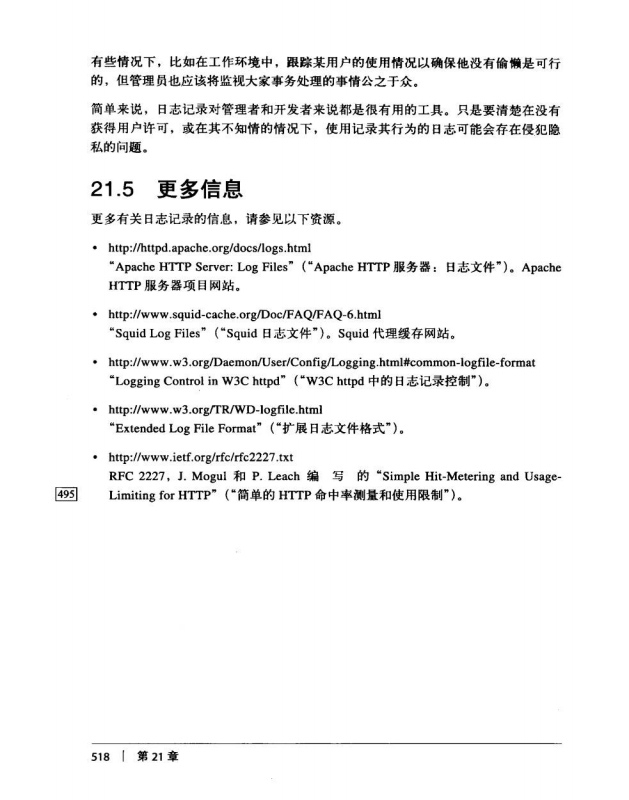 有些情况下，比如在工作环境中，跟踪某用户的使用情况以确保他没有偷懒是可行
的，但管理员也应该将监视大家事务处理的事情公之于众。
简单来说，日志记录对管理者和开发者来说都是很有用的工具。只是要清楚在没有
获得用户许可，或在其不知情的情况下，使用记录其行为的日志可能会存在侵犯隐
私的问题。
21.5 更多信息
更多有关日志记录的信息，请参见以下资源。
• http://httpd.apache.org/docs/logs.html
“Apache HTTP Server: Log Files”（“Apache HTTP 服务器：日志文件”）。Apache
HTTP 服务器项目网站。
• http://www.squid-cache.org/Doc/FAQ/FAQ-6.html
“Squid Log Files”（“Squid 日志文件”）。Squid 代理缓存网站。
• http://www.w3.org/Daemon/User/Config/Logging.html#common-logfile-format
“Logging Control in W3C httpd”（“W3C httpd 中的日志记录控制”）。
• http://www.w3.org/TR/WD-logfile.html
“Extended Log File Format”（“扩展日志文件格式”）。
• http://www.ietf.org/rfc/rfc2227.txt
RFC 2227，J. Mogul 和 P. Leach 编 写 的 “Simple Hit-Metering and Usage-
495 Limiting for HTTP”（“简单的 HTTP 命中率测量和使用限制”）。
518 | 第 21 章